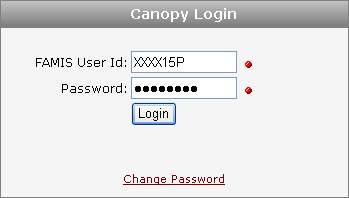 Canopy Login
FAMIS User Id: XXXX15P
Password: ●●●●●●●●
Login
Change Password